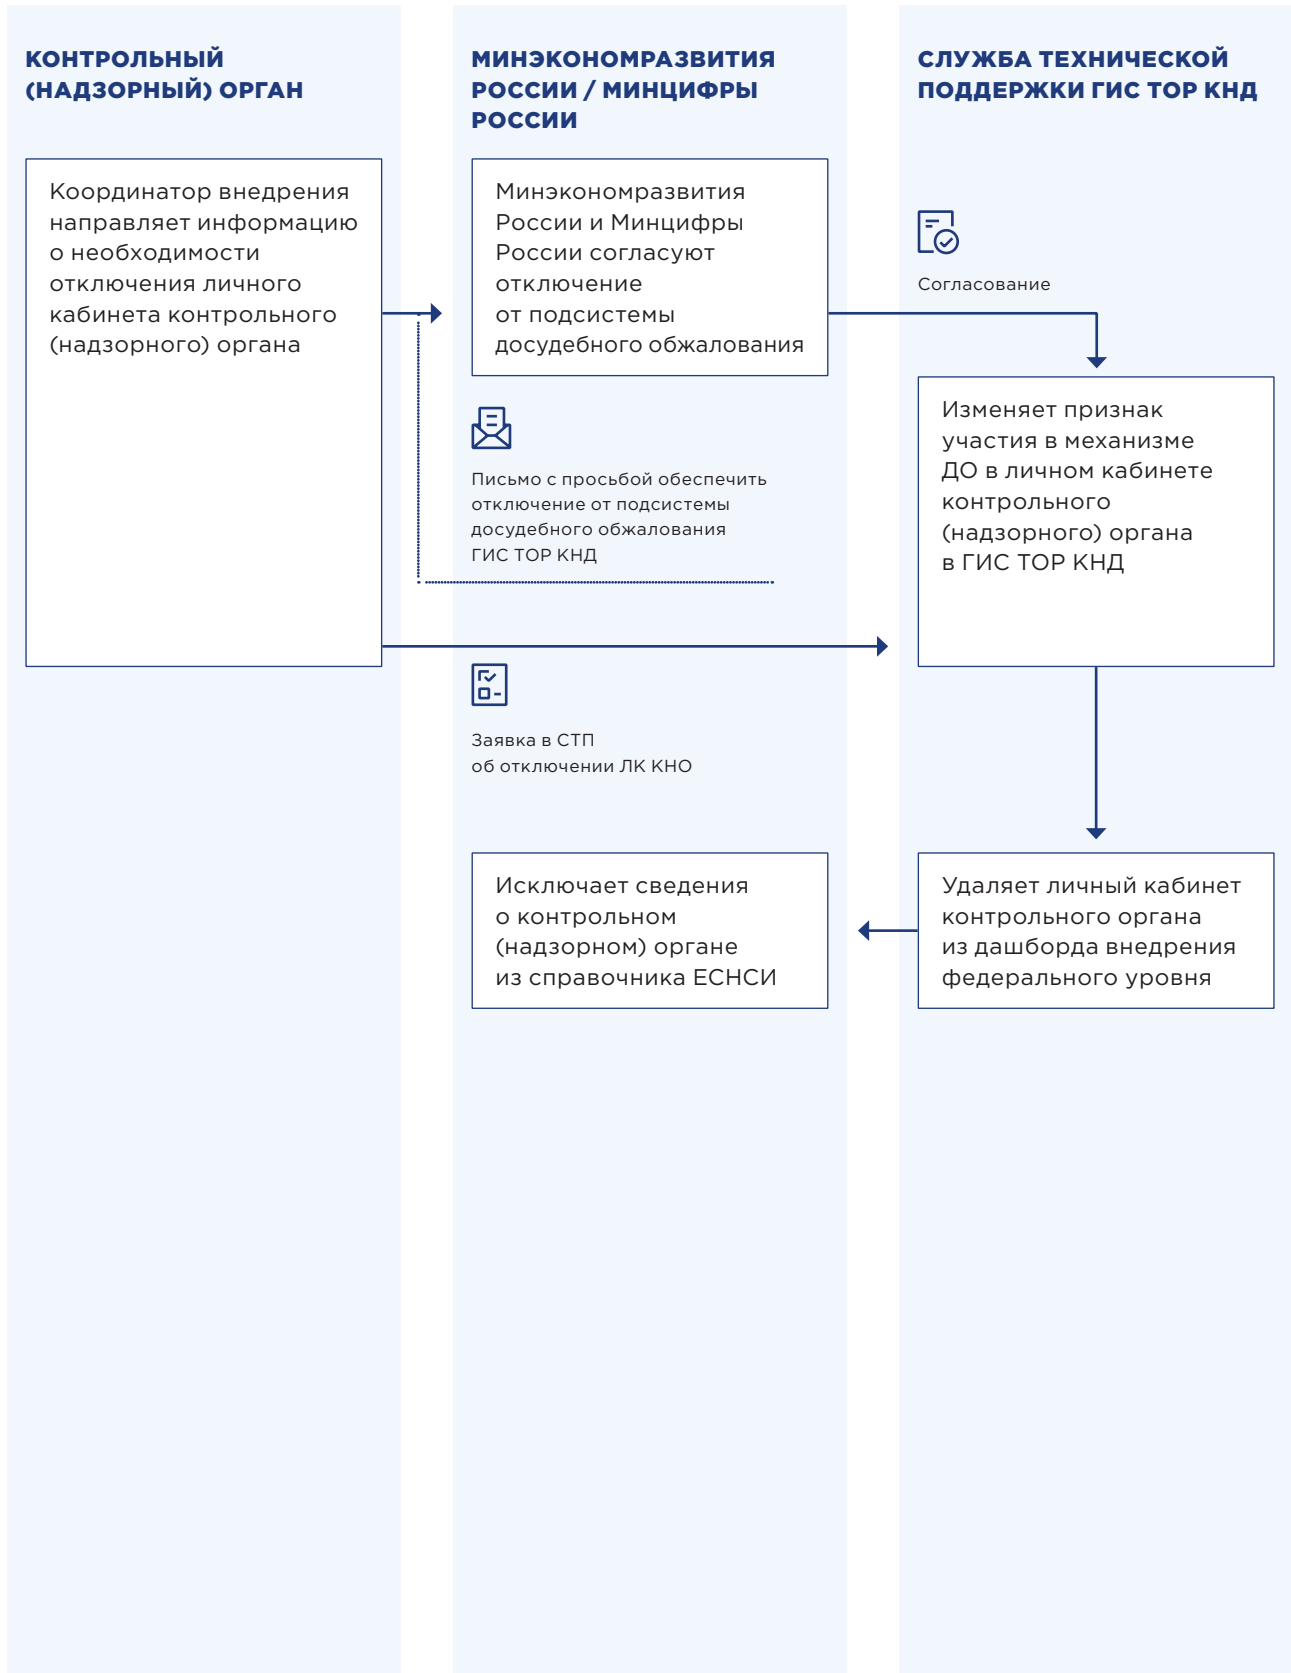 КОНТРОЛЬНЫЙ
(НАДЗОРНЫЙ) ОРГАН
Координатор внедрения
направляет информацию
о необходимости
отключения личного
кабинета контрольного
(надзорного) органа
МИНЭКОНОМРАЗВИТИЯ
РОССИИ / МИНЦИФРЫ
РОССИИ
Минэкономразвития
России и Минцифры
России согласуют
отключение
от подсистемы
досудебного обжалования
Письмо с просьбой обеспечить
отключение от подсистемы
досудебного обжалования
ГИС ТОР КНД
Заявка в СТП
об отключении ЛК КНО
Исключает сведения
о контрольном
(надзорном) органе
из справочника ЕСНСИ
СЛУЖБА ТЕХНИЧЕСКОЙ
ПОДДЕРЖКИ ГИС ТОР КНД
Согласование
Изменяет признак
участия в механизме
ДО в личном кабинете
контрольного
(надзорного) органа
в ГИС ТОР КНД
Удаляет личный кабинет
контрольного органа
из дашборда внедрения
федерального уровня